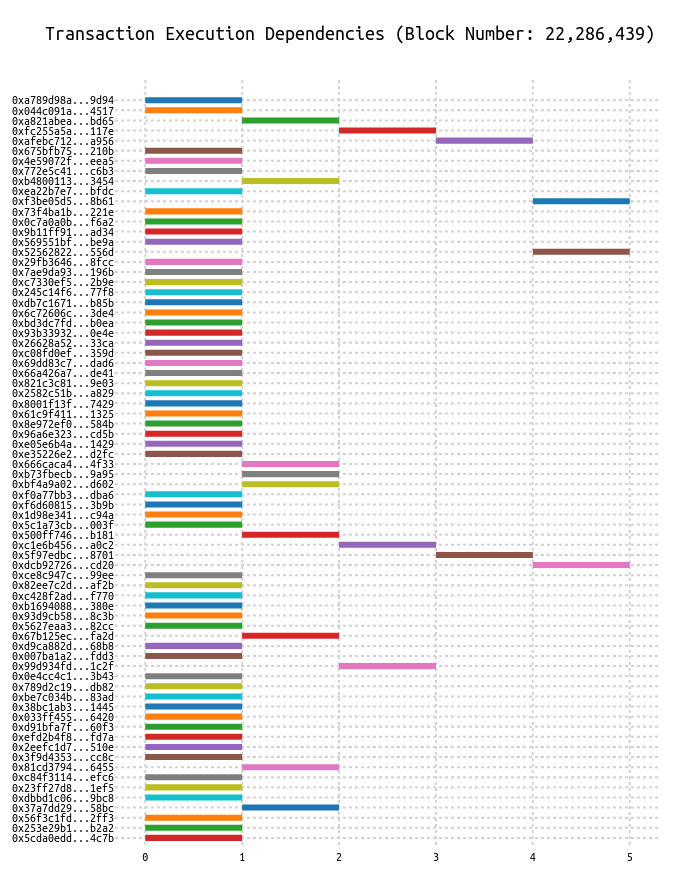 Transaction Execution Dependencies (Block Number: 22,286,439)
0xa789d98a...9d94
0x044c091a...4517
0xa821abea...bd65
0xfc255a5a...117e
0xafebc712...a956
0x675bfb75...210b
0x4e59072f...eea5
0x772e5c41...c6b3
0xb4800113...3454
0xea22b7e7...bfdc
0xf3be05d5...8b61
0x73f4ba1b...221e
0x0c7a0a0b...f6a2
0x9b11ff91...ad34
0x569551bf...be9a
0x52562822...556d
0x29fb3646...8fcc
0x7ae9da93...196b
0xc7330ef5...2b9e
0x245c14f6...77f8
0xdb7c1671...b85b
0x6c72606c...3de4
0xbd3dc7fd...b0ea
0x93b33932...0e4e
0x26628a52...33ca
0xc08fd0ef...359d
0x69dd83c7...dad6
0x66a426a7...de41
0x821c3c81...9e03
0x2582c51b...a829
0x8001f13f...7429
0x61c9f411...1325
0x8e972ef0...584b
0x96a6e323...cd5b
0xe05e6b4a...1429
0xe35226e2...d2fc
0x666caca4...4f33
0xb73fbecb...9a95
0xbf4a9a02...d602
0xf0a77bb3...dba6
0xf6d60815...3b9b
0x1d98e341...c94a
0x5c1a73cb...003f
0x500ff746...b181
0xc1e6b456...a0c2
0x5f97edbc...8701
0xdcb92726...cd20
0xce8c947c...99ee
0x82ee7c2d...af2b
0xc428f2ad...f770
0xb1694088...380e
0x93d9cb58...8c3b
0x5627eaa3...82cc
0x67b125ec...fa2d
0xd9ca882d...68b8
0x007ba1a2...fdd3
0x99d934fd...1c2f
0x0e4cc4c1...3b43
0x789d2c19...db82
0xbe7c034b...83ad
0x38bc1ab3...1445
0x033ff455...6420
0xd91bfa7f...60f3
0xefd2b4f8...fd7a
0x2eefc1d7...510e
0x3f9d4353...cc8c
0x81cd3794...6455
0xc84f3114...efc6
0x23ff27d8...1ef5
0xdbbd1c06...9bc8
0x37a7dd29...58bc
0x56f3c1fd...2ff3
0x253e29b1...b2a2
0x5cda0edd...4c7b
0 1 2 3 4 5